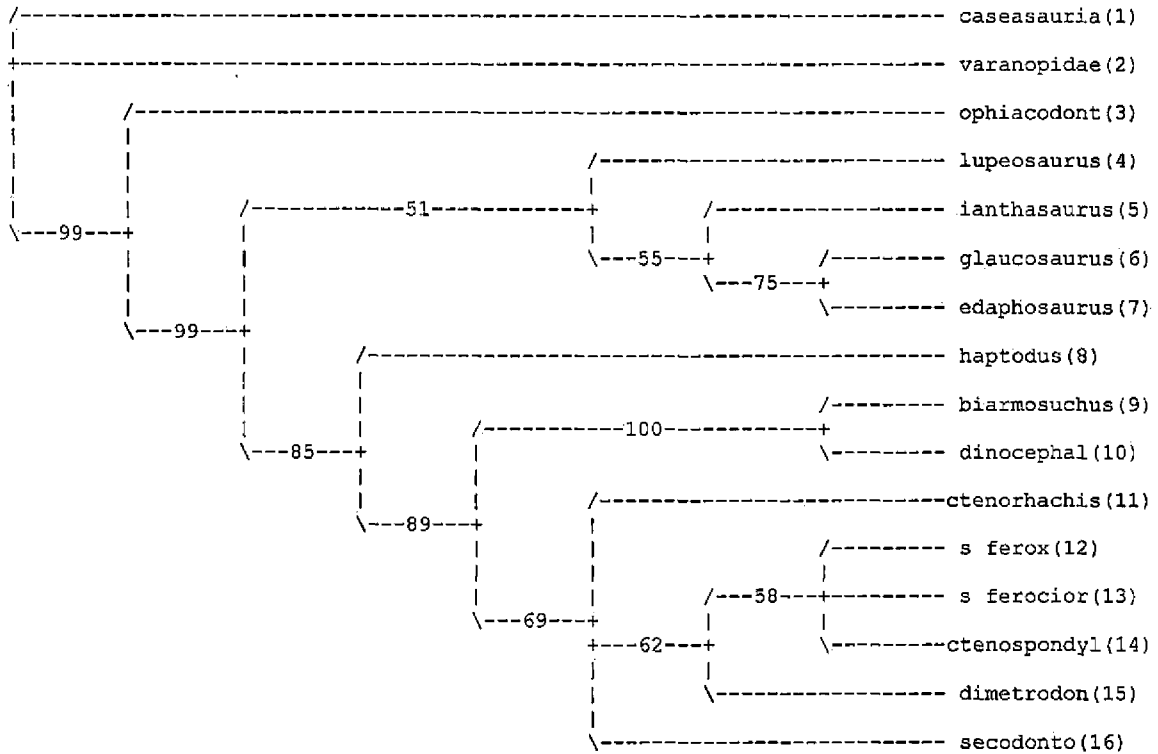 caseasauria(1)
varanopidae(2)
ophiacodont(3)
lupeosaurus(4)
51
ianthasaurus(5)
99
55
glaucosaurus(6)
75
edaphosaurus(7)
99
haptodus(8)
biarmosuchus(9)
100
85
dinocephal(10)
ctenorhachis(11)
89
s ferox(12)
58
s ferocior(13)
69
62
ctenospondyl(14)
dimetrodon(15)
secodonto(16)